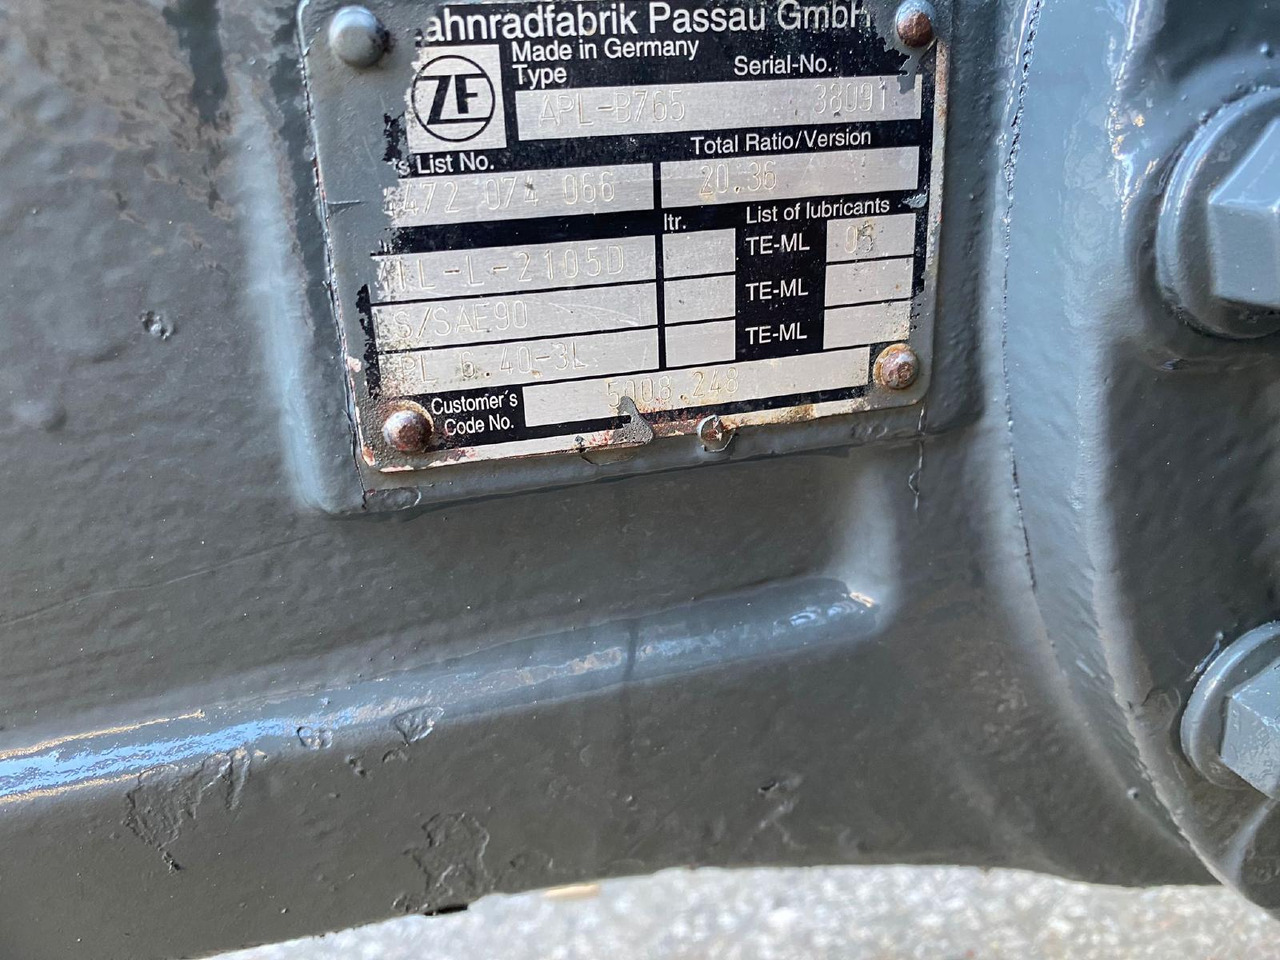 ahnradfabrik Passau GmbH
ZF
Made in Germany
Type Serial-No.
APL-B765 38091
Total Ratio/Version
s List No.
472 074 066 20.36
ltr. List of lubricants
IL-L-2105D TE-ML 05
S/SAE90 TE-ML
PL 6.40-3L TE-ML
Customer's
Code No. 5008.248